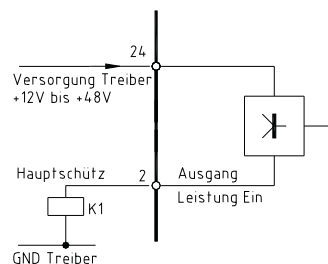 24
Versorgung Treiber
+12V bis +48V
Hauptschütz
2
Ausgang
Leistung Ein
K1
GND Treiber